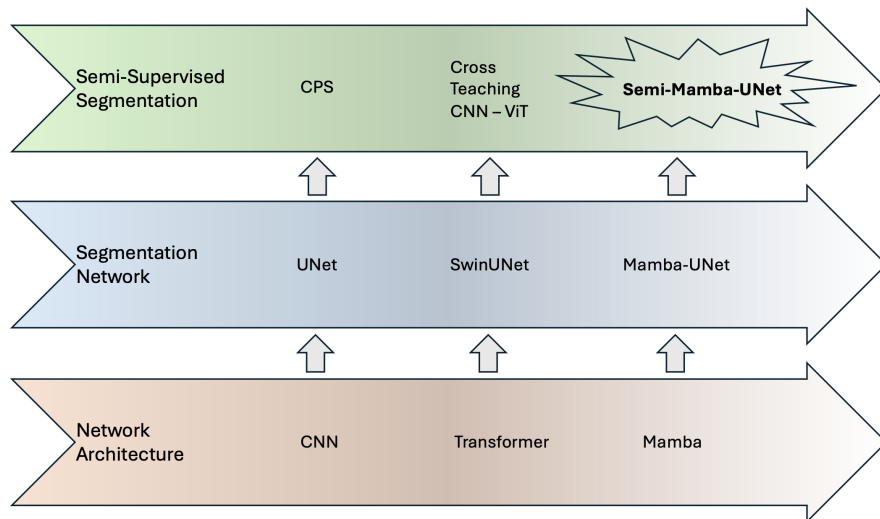 Semi-Supervised
Segmentation
CPS
Cross
Teaching
CNN – ViT
Semi-Mamba-UNet
Segmentation
Network
UNet
SwinUNet
Mamba-UNet
Network
Architecture
CNN
Transformer
Mamba